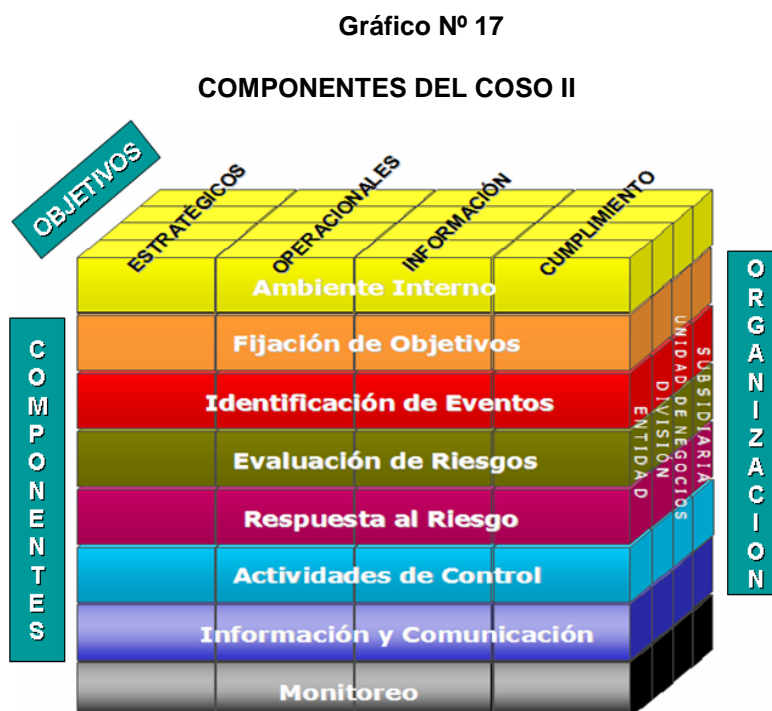 Gráfico Nº 17
COMPONENTES DEL COSO II
OBJETIVOS
ESTRATÉGICOS
OPERACIONALES
INFORMACIÓN
CUMPLIMIENTO
COMPONENTES
Ambiente Interno
Fijación de Objetivos
Identificación de Eventos
Evaluación de Riesgos
Respuesta al Riesgo
Actividades de Control
Información y Comunicación
Monitoreo
ENTIDAD
DIVISIÓN
UNIDAD DE NEGOCIOS
SUBSIDIARIA
ORGANIZACION